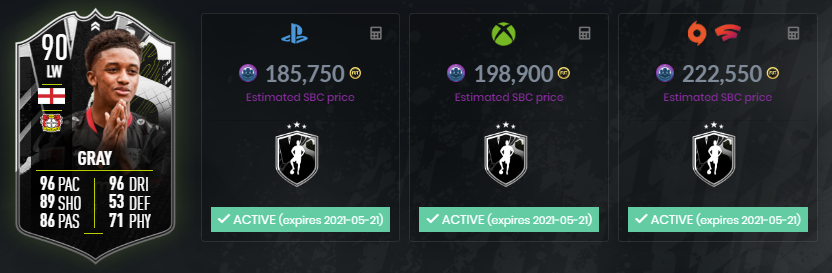 90
LW
GRAY
96 PAC 96 DRI
89 SHO 53 DEF
86 PAS 71 PHY
185,750
Estimated SBC price
ACTIVE (expires 2021-05-21)
198,900
Estimated SBC price
ACTIVE (expires 2021-05-21)
222,550
Estimated SBC price
ACTIVE (expires 2021-05-21)